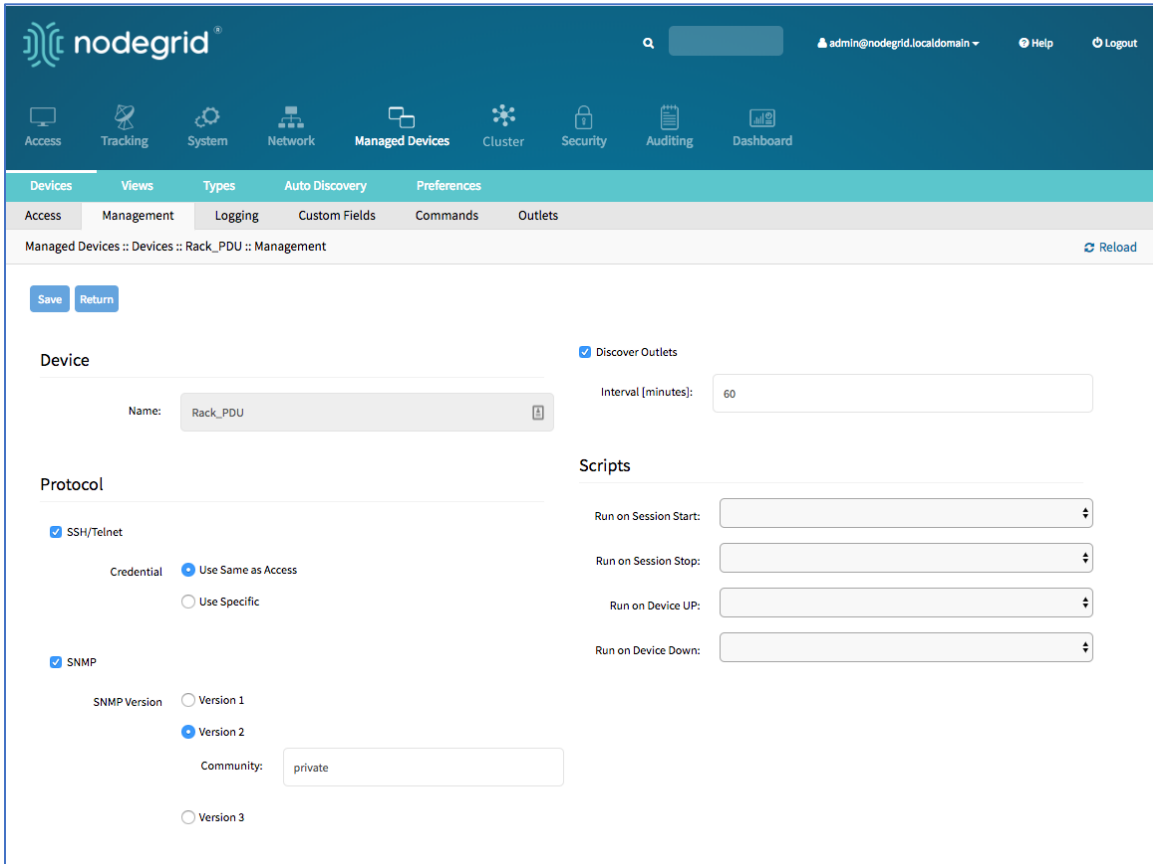 nodegrid®
admin@nodegrid.localdomain Help Logout
Access Tracking System Network Managed Devices Cluster Security Auditing Dashboard
Devices Views Types Auto Discovery Preferences
Access Management Logging Custom Fields Commands Outlets
Managed Devices :: Devices :: Rack_PDU :: Management Reload
Save Return
Device
Name: Rack_PDU
Protocol
SSH/Telnet
Credential Use Same as Access
Use Specific
SNMP
SNMP Version Version 1
Version 2
Community: private
Version 3
Discover Outlets
Interval [minutes]: 60
Scripts
Run on Session Start:
Run on Session Stop:
Run on Device UP:
Run on Device Down: